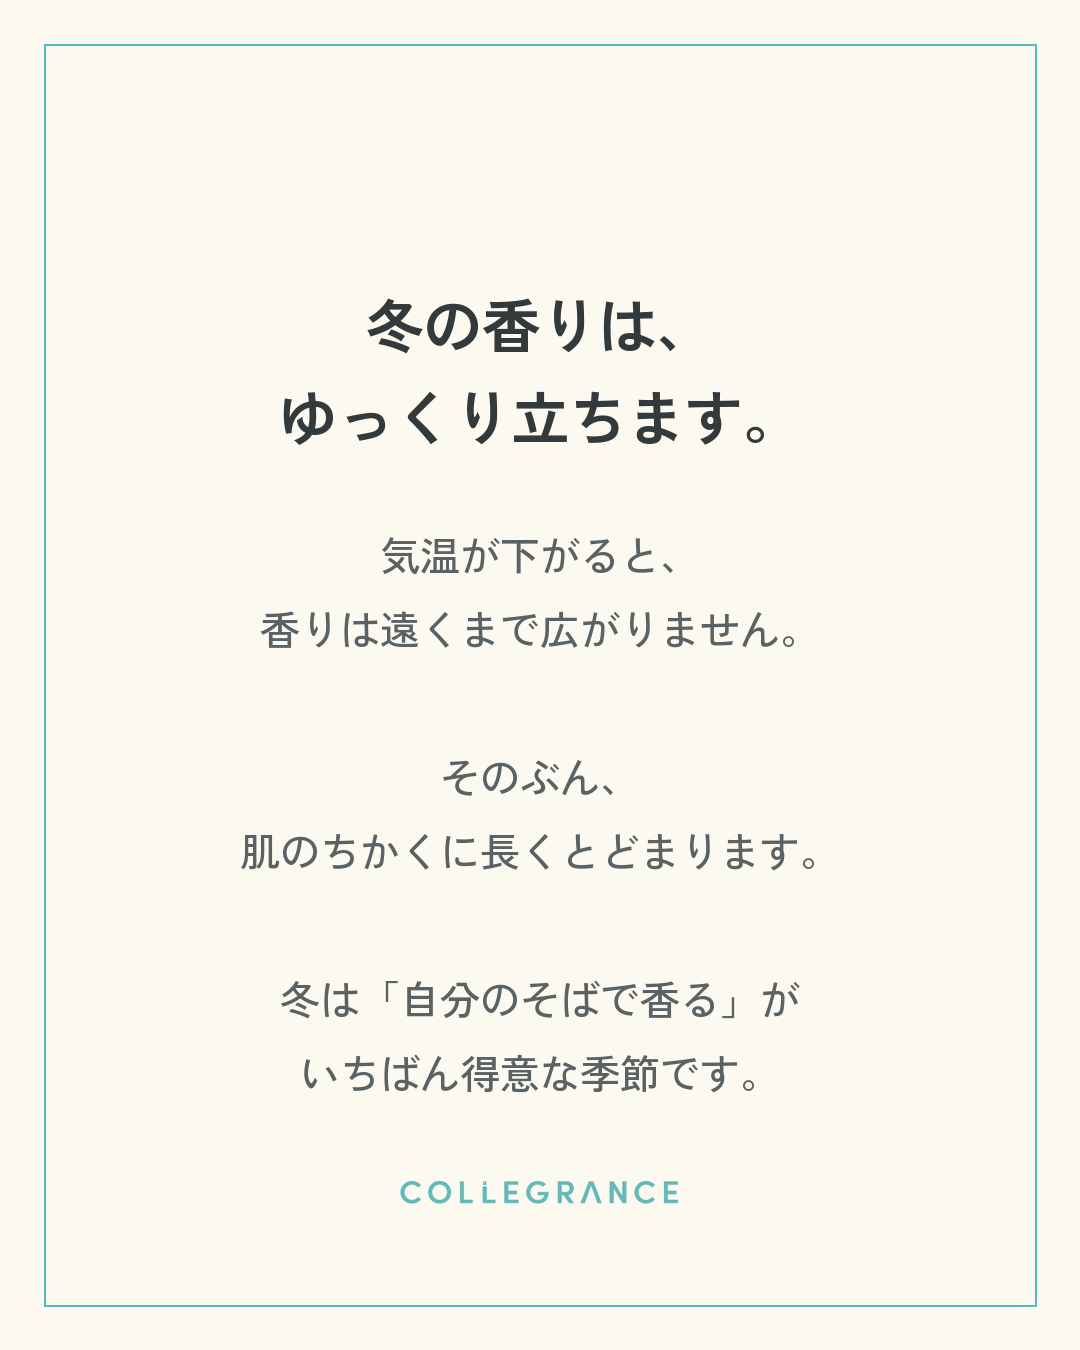 冬の香りは、
ゆっくり立ちます。
気温が下がると、
香りは遠くまで広がりません。
そのぶん、
肌のちかくに長くとどまります。
冬は「自分のそばで香る」が
いちばん得意な季節です。
COLLEGRANCE